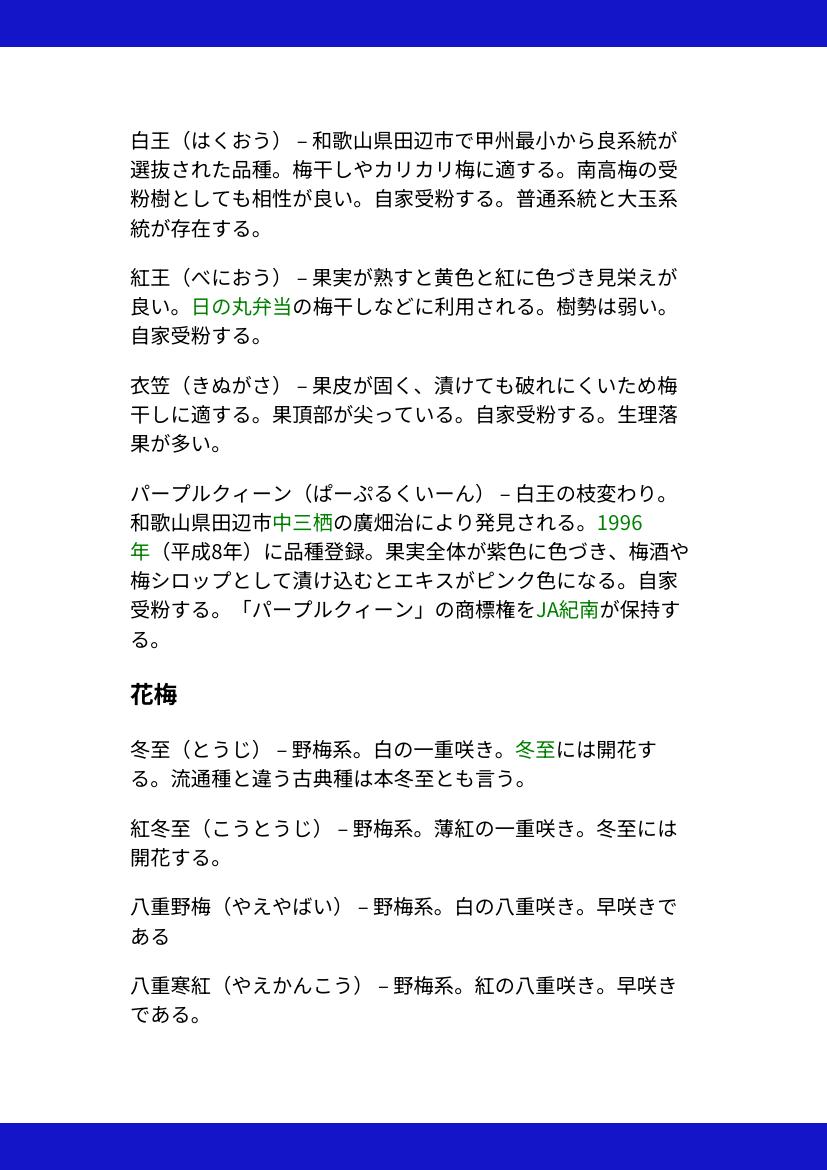 白王（はくおう） – 和歌山県田辺市で甲州最小から良系統が
選抜された品種。梅干しやカリカリ梅に適する。南高梅の受
粉樹としても相性が良い。自家受粉する。普通系統と大玉系
統が存在する。
紅王（べにおう） – 果実が熟すと黄色と紅に色づき見栄えが
良い。日の丸弁当の梅干しなどに利用される。樹勢は弱い。
自家受粉する。
衣笠（きぬがさ） – 果皮が固く、漬けても破れにくいため梅
干しに適する。果頂部が尖っている。自家受粉する。生理落
果が多い。
パープルクィーン（ぱーぷるくいーん） – 白王の枝変わり。
和歌山県田辺市中三栖の廣畑治により発見される。1996
年（平成8年）に品種登録。果実全体が紫色に色づき、梅酒や
梅シロップとして漬け込むとエキスがピンク色になる。自家
受粉する。「パープルクィーン」の商標権をJA紀南が保持す
る。
花梅
冬至（とうじ） – 野梅系。白の一重咲き。冬至には開花す
る。流通種と違う古典種は本冬至とも言う。
紅冬至（こうとうじ） – 野梅系。薄紅の一重咲き。冬至には
開花する。
八重野梅（やえやばい） – 野梅系。白の八重咲き。早咲きで
ある
八重寒紅（やえかんこう） – 野梅系。紅の八重咲き。早咲き
である。